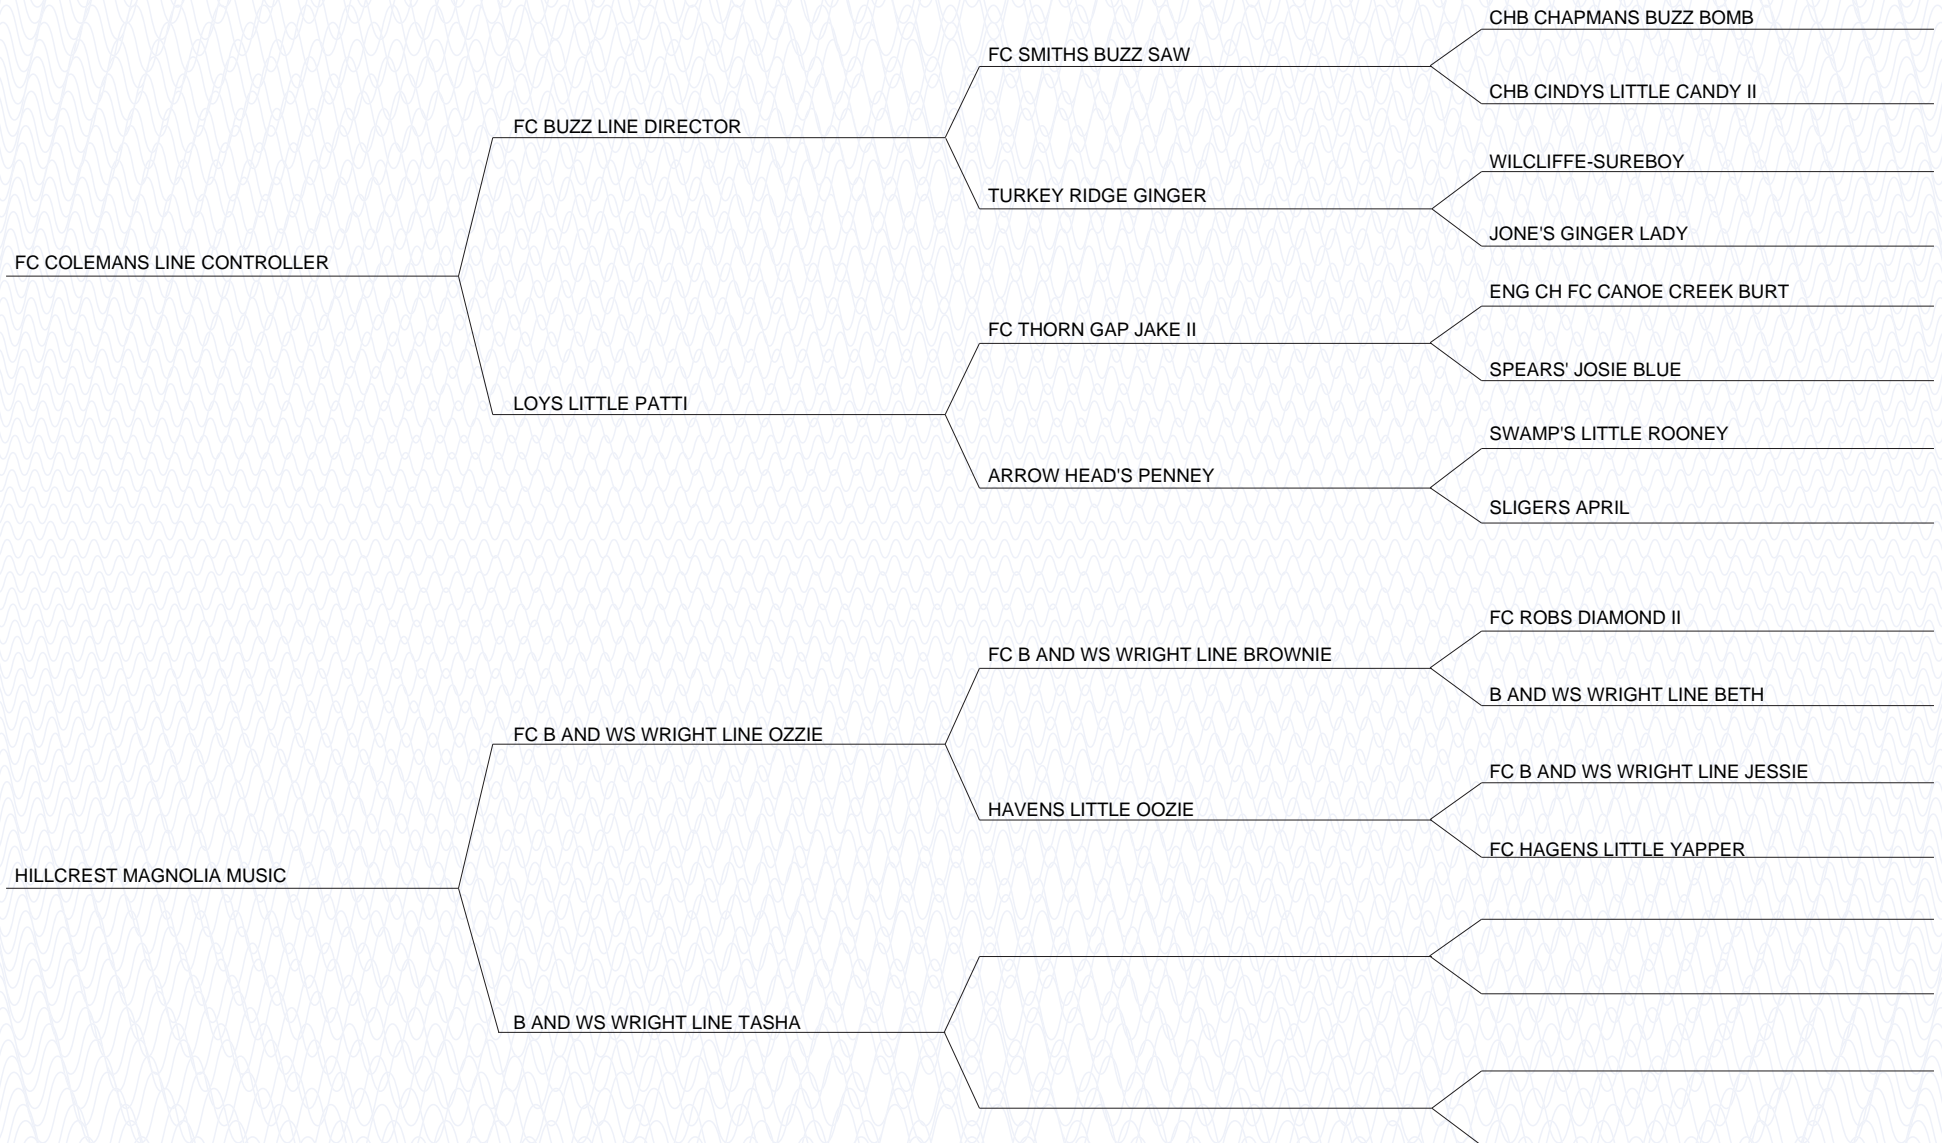 CHB CHAPMANS BUZZ BOMB
FC SMITHS BUZZ SAW
CHB CINDYS LITTLE CANDY II
FC BUZZ LINE DIRECTOR
WILCLIFFE-SUREBOY
TURKEY RIDGE GINGER
JONE'S GINGER LADY
FC COLEMANS LINE CONTROLLER
ENG CH FC CANOE CREEK BURT
FC THORN GAP JAKE II
SPEARS' JOSIE BLUE
LOYS LITTLE PATTI
SWAMP'S LITTLE ROONEY
ARROW HEAD'S PENNEY
SLIGERS APRIL
FC ROBS DIAMOND II
FC B AND WS WRIGHT LINE BROWNIE
B AND WS WRIGHT LINE BETH
FC B AND WS WRIGHT LINE OZZIE
FC B AND WS WRIGHT LINE JESSIE
HAVENS LITTLE OOZIE
FC HAGENS LITTLE YAPPER
HILLCREST MAGNOLIA MUSIC
B AND WS WRIGHT LINE TASHA